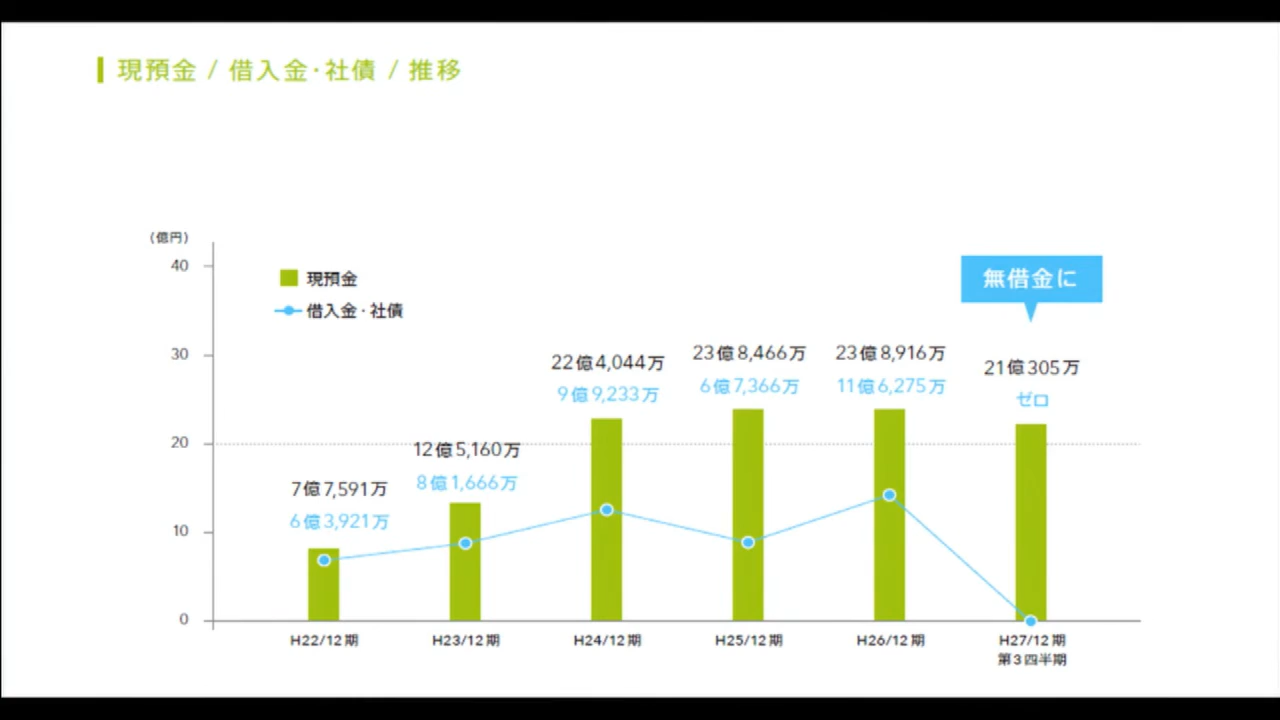 現預金 / 借入金・社債 / 推移
（億円）
40
30
20
10
0
現預金
借入金・社債
無借金に
7億7,591万
6億3,921万
12億5,160万
8億1,666万
22億4,044万
9億9,233万
23億8,466万
6億7,366万
23億8,916万
11億6,275万
21億305万
ゼロ
H22/12期
H23/12期
H24/12期
H25/12期
H26/12期
H27/12期
第3四半期